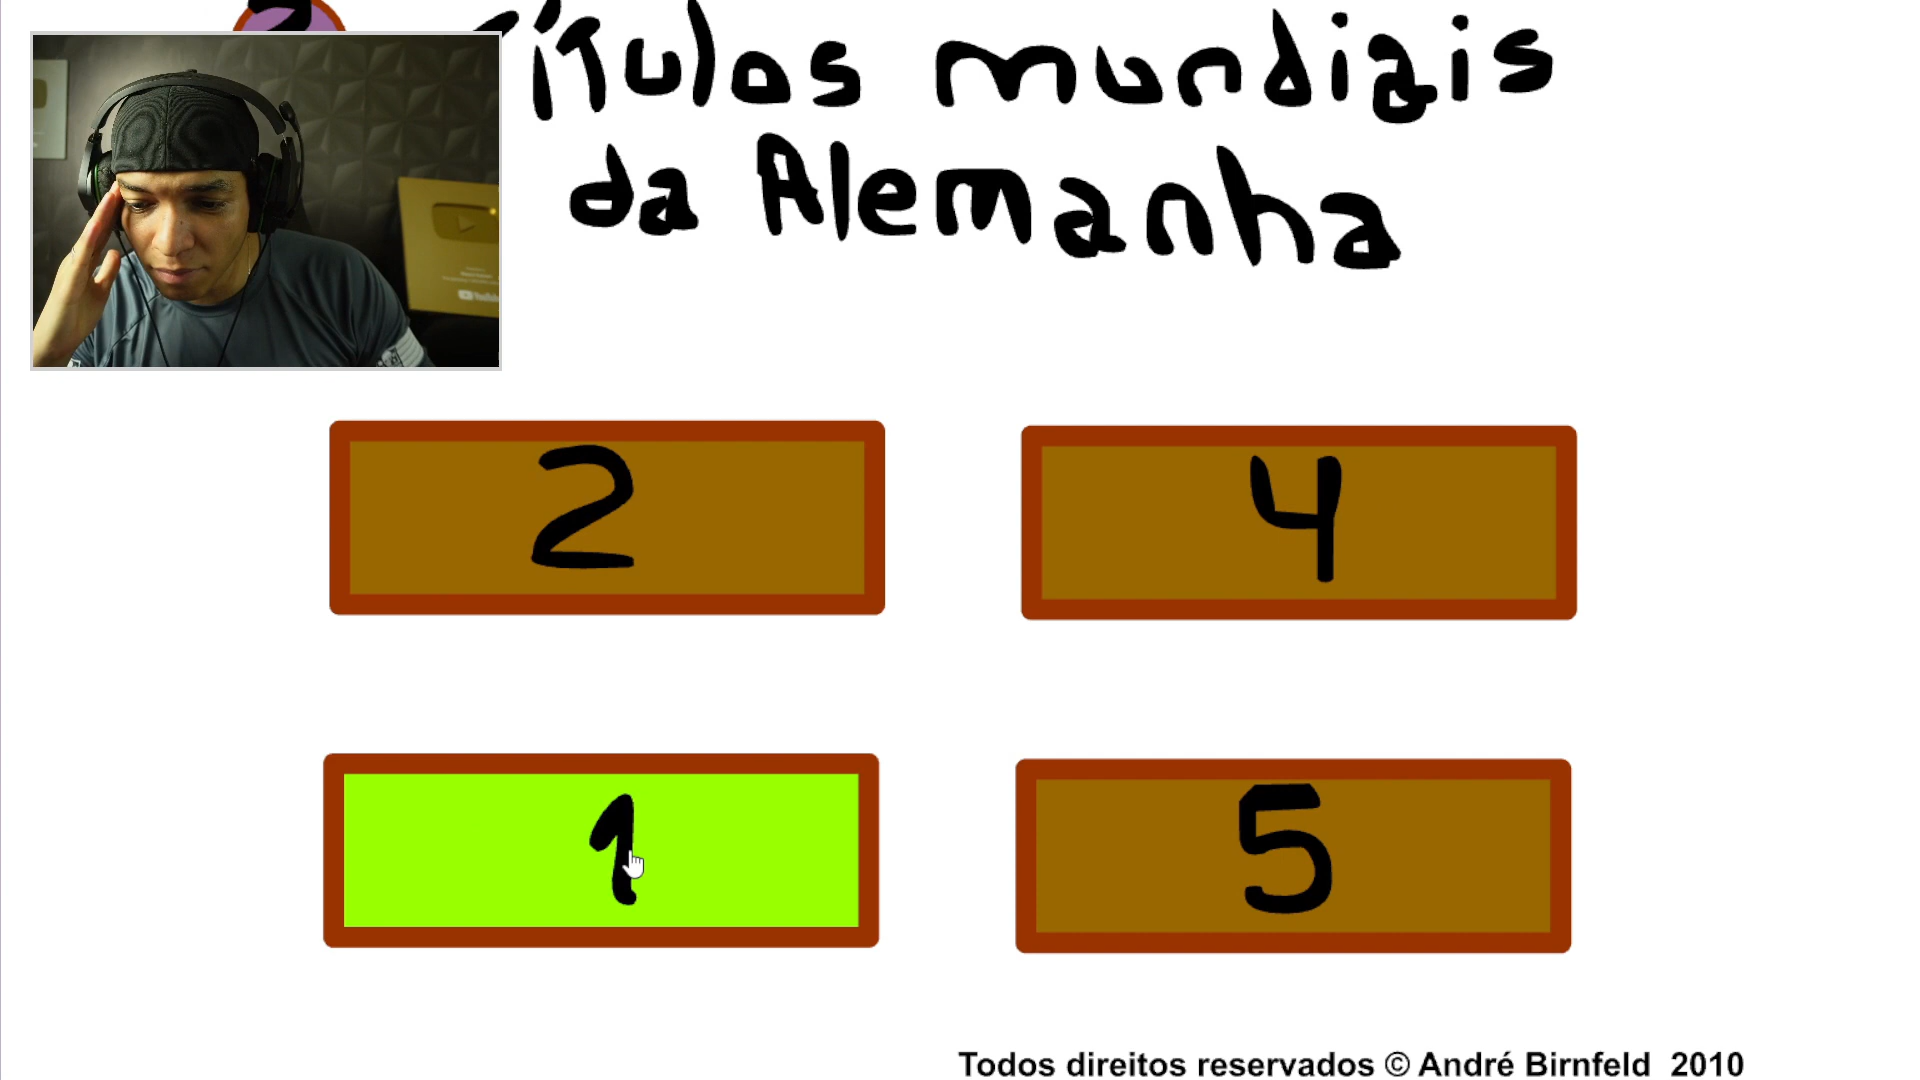 Títulos mundiais
da Alemanha
2
4
1
5
Todos direitos reservados © André Birnfeld 2010